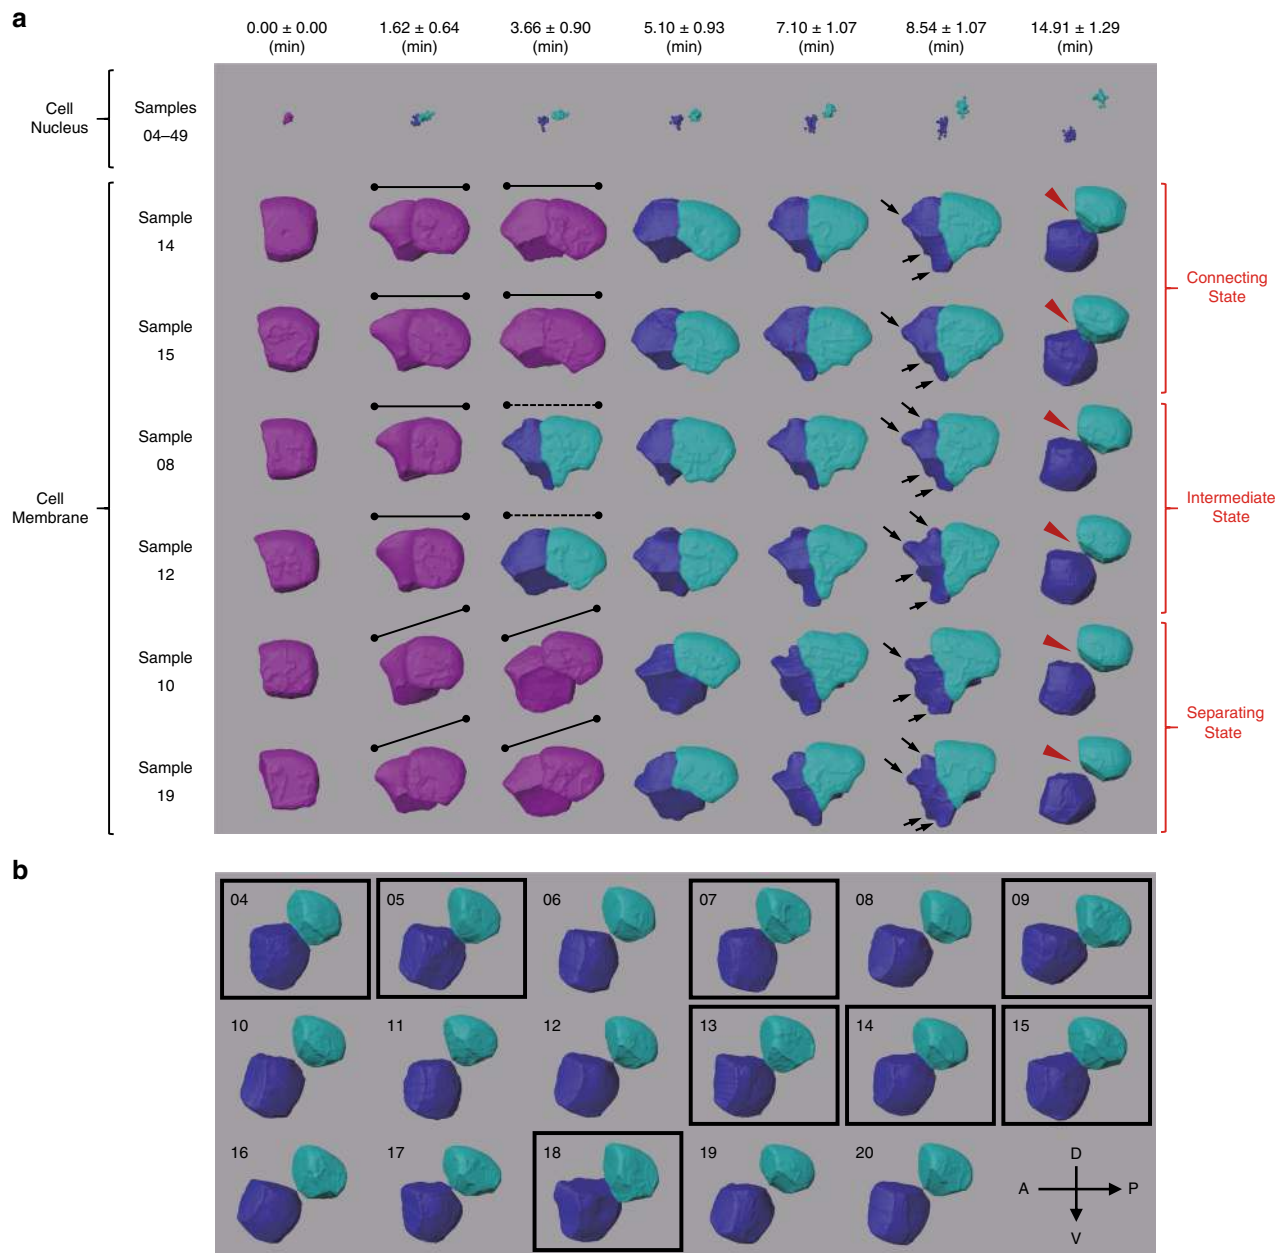 a
0.00 ± 0.00 1.62 ± 0.64 3.66 ± 0.90 5.10 ± 0.93 7.10 ± 1.07 8.54 ± 1.07 14.91 ± 1.29
(min) (min) (min) (min) (min) (min) (min)
Cell
Nucleus
Samples
04–49
Cell
Membrane
Sample
14
Sample
15
Sample
08
Sample
12
Sample
10
Sample
19
Connecting
State
Intermediate
State
Separating
State
b
04 05 06 07 08 09
10 11 12 13 14 15
16 17 18 19 20
D
A P
V